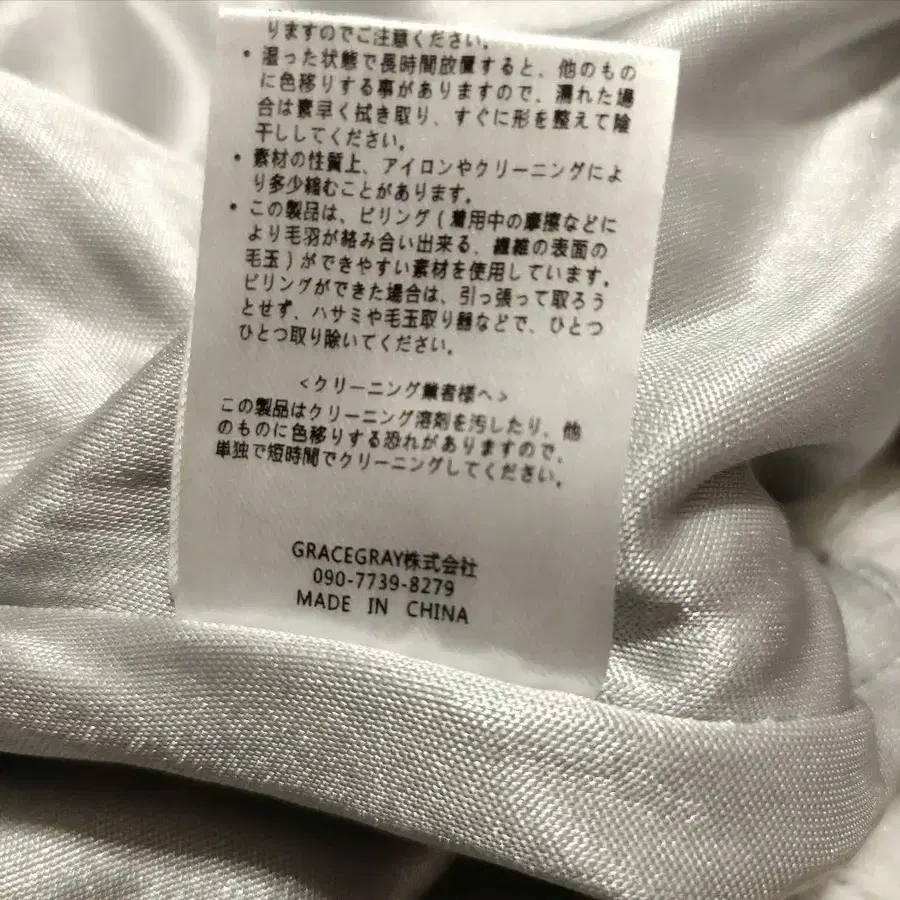 りますのでご注意ください。
• 湿った状態で長時間放置すると、他のもの
に色移りする事がありますので、濡れた場
合は素早く拭き取り、すぐに形を整えて陰
干ししてください。
• 素材の性質上、アイロンやクリーニングによ
り多少縮むことがあります。
• この製品は、ピリング(着用中の摩擦などに
より毛羽が絡み合い出来る、繊維の表面の
毛玉)ができやすい素材を使用しています。
ピリングができた場合は、引っ張って取ろう
とせず、ハサミや毛玉取り器などで、ひとつ
ひとつ取り除いてください。
<クリーニング業者様へ>
この製品はクリーニング溶剤を汚したり、他
のものに色移りする恐れがありますので、
単独で短時間でクリーニングしてください。
GRACEGRAY株式会社
090-7739-8279
MADE IN CHINA